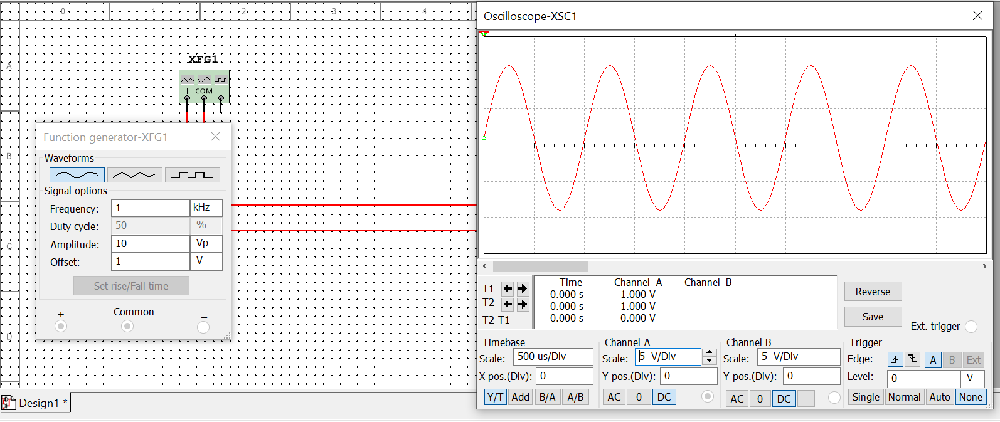 0 1 2 3 4
Oscilloscope-XSC1
A
XFG1
+ COM −
Function generator-XFG1
B
Waveforms
Signal options
Frequency: 1 kHz
Duty cycle: 50 %
Amplitude: 10 Vp
C
Offset: 1 V
Set rise/Fall time
+ Common −
D
Design1 *
Time Channel_A Channel_B
T1 0.000 s 1.000 V
T2 0.000 s 1.000 V
T2-T1 0.000 s 0.000 V
Reverse
Save
Ext. trigger
Timebase
Scale: 500 us/Div
X pos.(Div): 0
Y/T Add B/A A/B
Channel A
Scale: 5 V/Div
Y pos.(Div): 0
AC 0 DC
Channel B
Scale: 5 V/Div
Y pos.(Div): 0
AC 0 DC -
Trigger
Edge: A B Ext
Level: 0 V
Single Normal Auto None